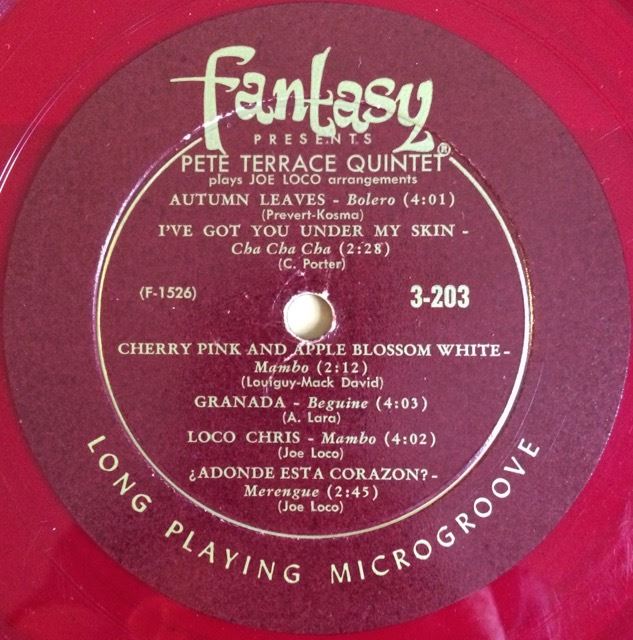 fantasy®
PRESENTS
PETE TERRACE QUINTET
plays JOE LOCO arrangements
AUTUMN LEAVES - Bolero (4:01)
(Prevert-Kosma)
I'VE GOT YOU UNDER MY SKIN -
Cha Cha Cha (2:28)
(C. Porter)
(F-1526) 3-203
CHERRY PINK AND APPLE BLOSSOM WHITE -
Mambo (2:12)
(Louiguy-Mack David)
GRANADA - Beguine (4:03)
(A. Lara)
LOCO CHRIS - Mambo (4:02)
(Joe Loco)
¿ADONDE ESTA CORAZON? -
Merengue (2:45)
(Joe Loco)
LONG PLAYING MICROGROOVE